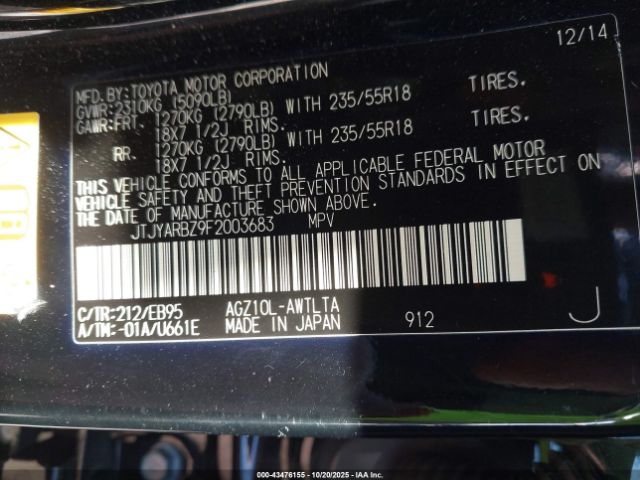 12/14
MFD.BY:TOYOTA MOTOR CORPORATION
GVWR:2310KG (5090LB)
GAWR:FRT. 1270KG (2790LB) WITH 235/55R18 TIRES.
18X7 1/2J RIMS.
RR. 1270KG (2790LB) WITH 235/55R18 TIRES.
18X7 1/2J RIMS.
THIS VEHICLE CONFORMS TO ALL APPLICABLE FEDERAL MOTOR
VEHICLE SAFETY AND THEFT PREVENTION STANDARDS IN EFFECT ON
THE DATE OF MANUFACTURE SHOWN ABOVE.
JTJYARBZ9F2003683 MPV
C/TR:212/EB95 AGZ10L-AWTLTA
A/TM:-01A/U661E MADE IN JAPAN 912 J
000-43476155 - 10/20/2025 - IAA Corp.